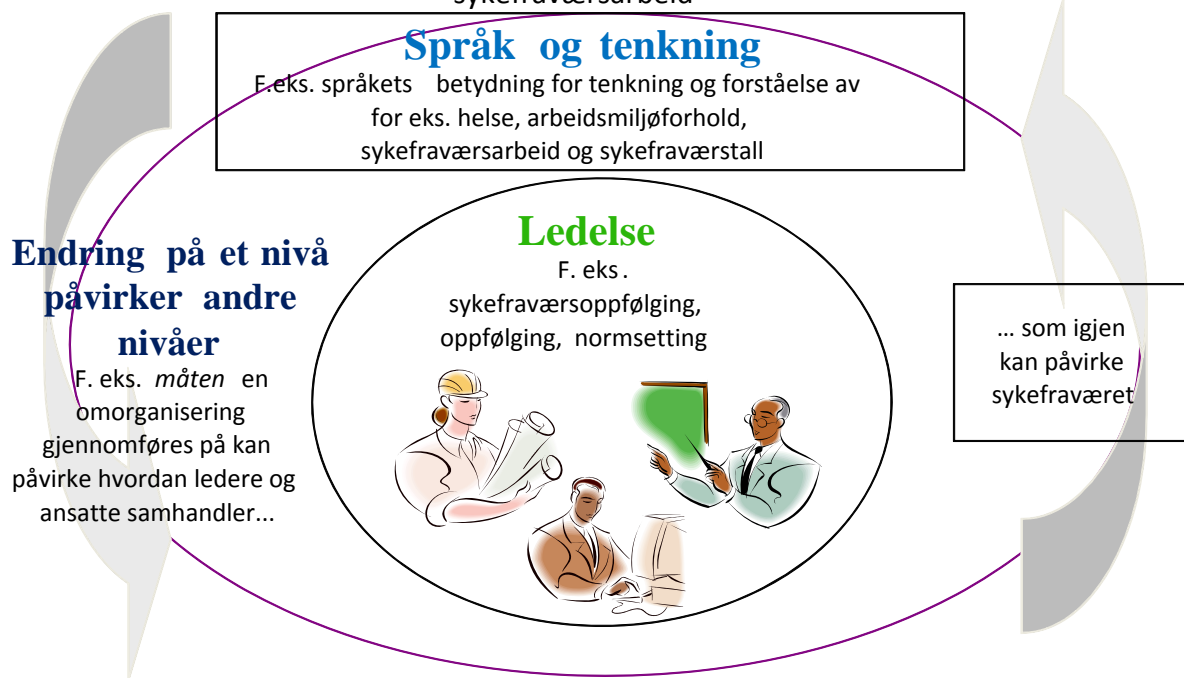 sykefraværsarbeid
Språk og tenkning
F.eks. språkets betydning for tenkning og forståelse av
for eks. helse, arbeidsmiljøforhold,
sykefraværsarbeid og sykefraværstall
Ledelse
F. eks.
sykefraværsoppfølging,
oppfølging, normsetting
Endring på et nivå
påvirker andre
nivåer
F. eks. måten en
omorganisering
gjennomføres på kan
påvirke hvordan ledere og
ansatte samhandler...
... som igjen
kan påvirke
sykefraværet